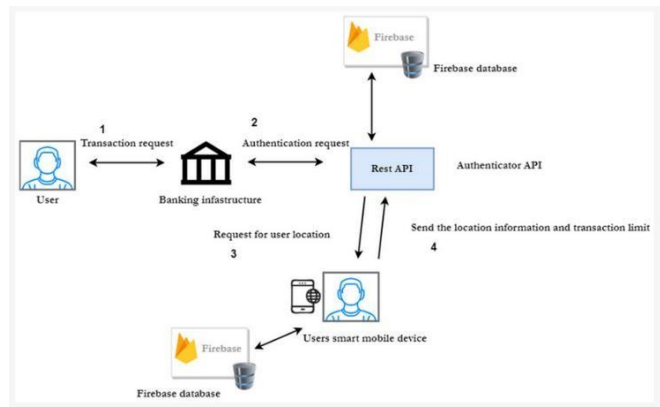 Firebase
Firebase database
1
Transaction request
2
Authentication request
User
Banking infastructure
Rest API
Authenticator API
Request for user location
3
Send the location information and transaction limit
4
Users smart mobile device
Firebase
Firebase database